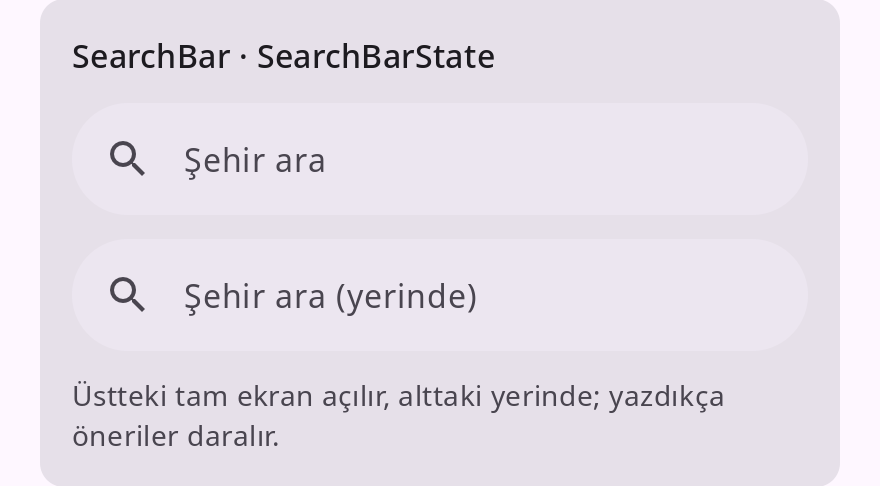 SearchBar · SearchBarState
Şehir ara
Şehir ara (yerinde)
Üstteki tam ekran açılır, alttaki yerinde; yazdıkça
öneriler daralır.